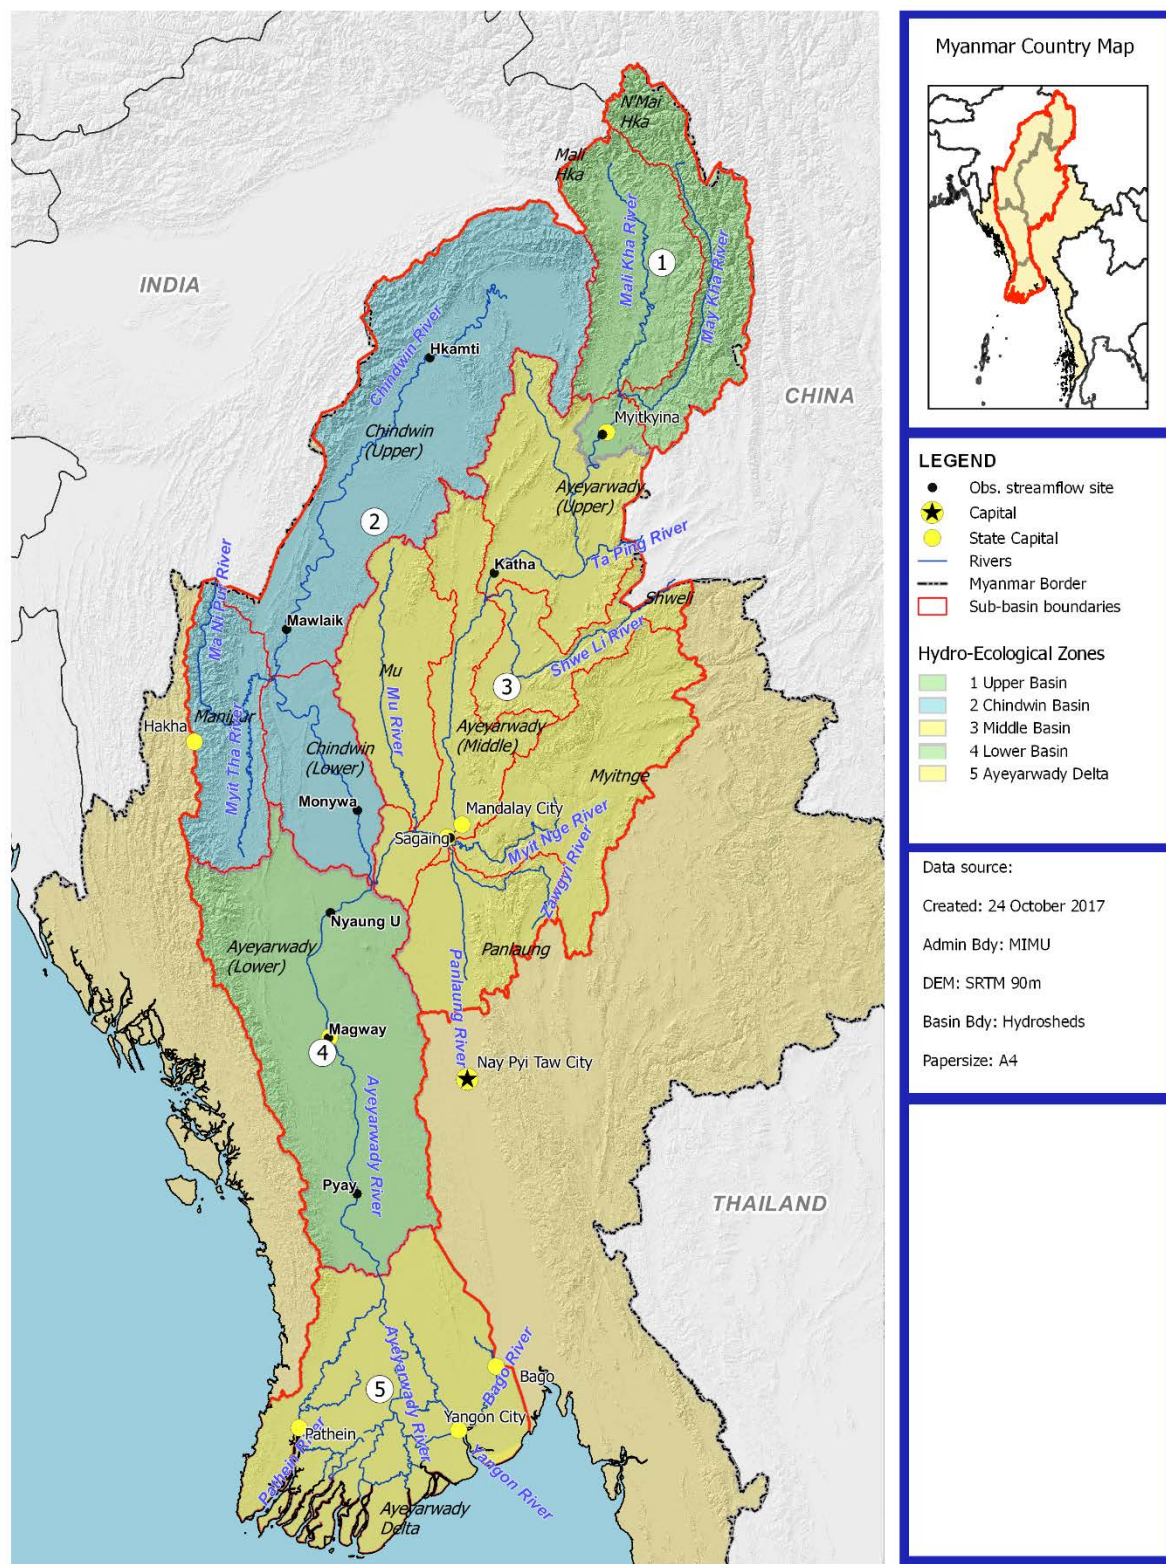 N'Mai
Hka
Mali
Hka
Mali Kha River
1
May Kha River
INDIA
Chindwin River
Hkamti
CHINA
Chindwin
(Upper)
Myitkyina
Ayeyarwady
(Upper)
2
Ta Ping River
Katha
Ma Ni Pur River
Shweli
Mawlaik
Shwe Li River
Mu
Mu River
3
Manipur
Hakha
Myit Tha River
Ayeyarwady
(Middle)
Chindwin
(Lower)
Myitnge
Monywa
Mandalay City
Sagaing
Myit Nge River
Zawgyi River
Nyaung U
Ayeyarwady
(Lower)
Panlaung
Panlaung River
Magway
4
Nay Pyi Taw City
Ayeyarwady River
Pyay
THAILAND
Ayeyarwady River
5
Bago River
Bago
Yangon City
Pathein
Pathein River
Yangon River
Ayeyarwady
Delta
Myanmar Country Map
LEGEND
Obs. streamflow site
Capital
State Capital
Rivers
Myanmar Border
Sub-basin boundaries
Hydro-Ecological Zones
1 Upper Basin
2 Chindwin Basin
3 Middle Basin
4 Lower Basin
5 Ayeyarwady Delta
Data source:
Created: 24 October 2017
Admin Bdy: MIMU
DEM: SRTM 90m
Basin Bdy: Hydrosheds
Papersize: A4